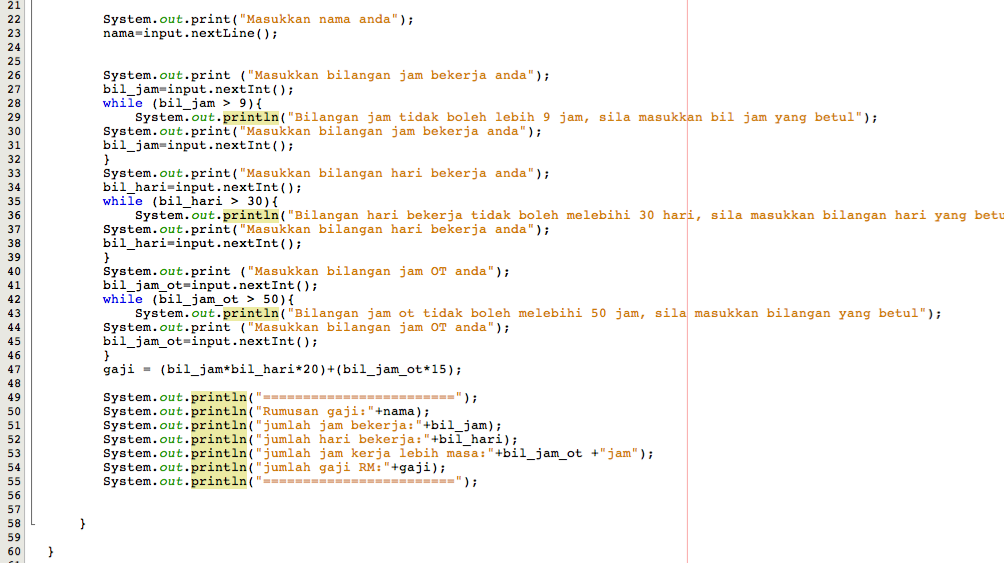 21
22 System.out.print("Masukkan nama anda");
23 nama=input.nextLine();
24
25
26 System.out.print ("Masukkan bilangan jam bekerja anda");
27 bil_jam=input.nextInt();
28 while (bil_jam > 9){
29 System.out.println("Bilangan jam tidak boleh lebih 9 jam, sila masukkan bil jam yang betul");
30 System.out.print("Masukkan bilangan jam bekerja anda");
31 bil_jam=input.nextInt();
32 }
33 System.out.print("Masukkan bilangan hari bekerja anda");
34 bil_hari=input.nextInt();
35 while (bil_hari > 30){
36 System.out.println("Bilangan hari bekerja tidak boleh melebihi 30 hari, sila masukkan bilangan hari yang betu
37 System.out.print("Masukkan bilangan hari bekerja anda");
38 bil_hari=input.nextInt();
39 }
40 System.out.print ("Masukkan bilangan jam OT anda");
41 bil_jam_ot=input.nextInt();
42 while (bil_jam_ot > 50){
43 System.out.println("Bilangan jam ot tidak boleh melebihi 50 jam, sila masukkan bilangan yang betul");
44 System.out.print ("Masukkan bilangan jam OT anda");
45 bil_jam_ot=input.nextInt();
46 }
47 gaji = (bil_jam*bil_hari*20)+(bil_jam_ot*15);
48
49 System.out.println("========================");
50 System.out.println("Rumusan gaji:"+nama);
51 System.out.println("jumlah jam bekerja:"+bil_jam);
52 System.out.println("jumlah hari bekerja:"+bil_hari);
53 System.out.println("jumlah jam kerja lebih masa:"+bil_jam_ot +"jam");
54 System.out.println("jumlah gaji RM:"+gaji);
55 System.out.println("========================");
56
57
58 }
59
60 }